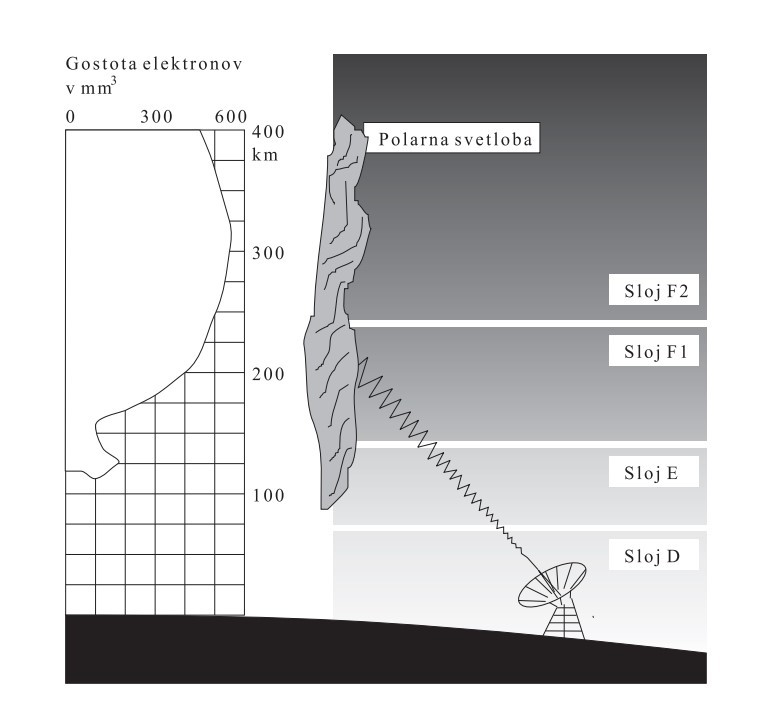 Gostota elektronov
v mm³
0 300 600
400
km
Polarna svetloba
300
Sloj F2
Sloj F1
200
Sloj E
100
Sloj D